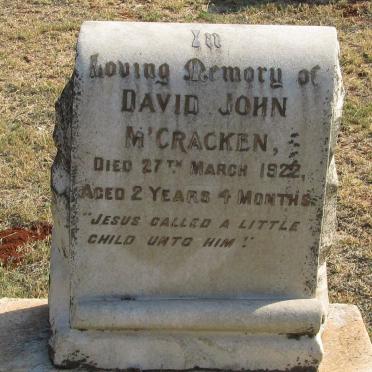 In
Loving Memory of
DAVID JOHN
M'CRACKEN,
DIED 27TH MARCH 1922,
AGED 2 YEARS 4 MONTHS.
"JESUS CALLED A LITTLE
CHILD UNTO HIM."